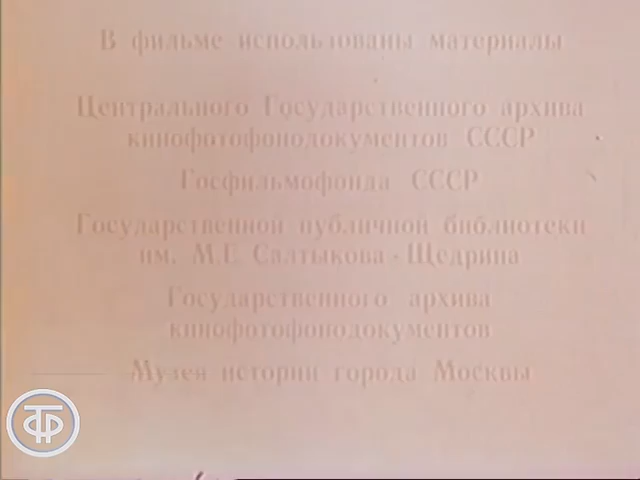 В фильме использованы материалы
Центрального Государственного архива
кинофотофонодокументов СССР
Госфильмофонда СССР
Государственной публичной библиотеки
им. М.Е Салтыкова-Щедрина
Государственного архива
кинофотофонодокументов
Музея истории города Москвы